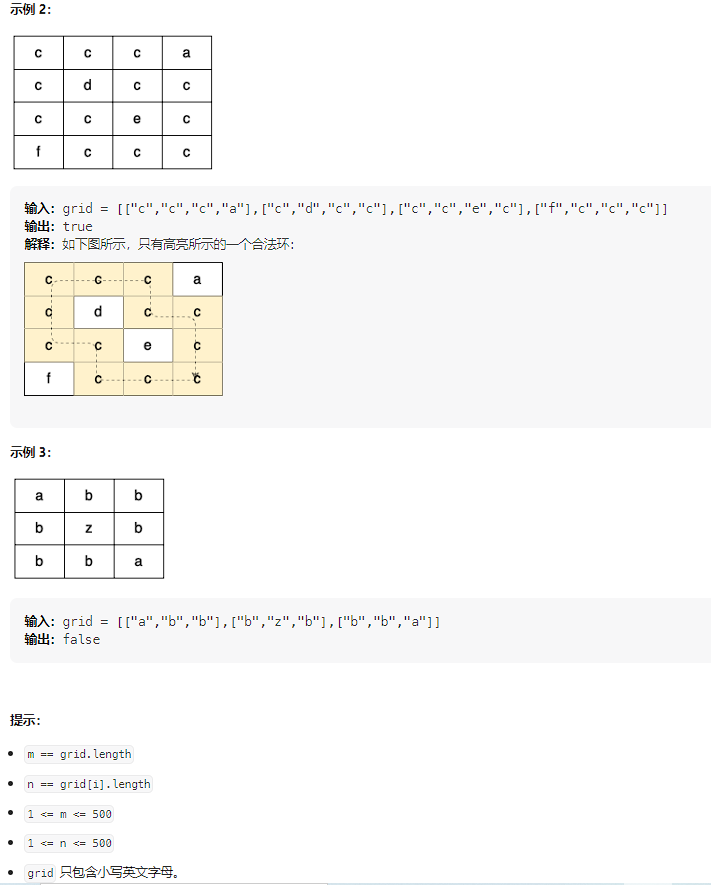 示例 2：
c c c a
c d c c
c c e c
f c c c
输入：grid = [["c","c","c","a"],["c","d","c","c"],["c","c","e","c"],["f","c","c","c"]]
输出：true
解释：如下图所示，只有高亮所示的一个合法环：
c c c a
c d c c
c c e c
f c c c
示例 3：
a b b
b z b
b b a
输入：grid = [["a","b","b"],["b","z","b"],["b","b","a"]]
输出：false
提示：
m == grid.length
n == grid[i].length
1 <= m <= 500
1 <= n <= 500
grid 只包含小写英文字母。